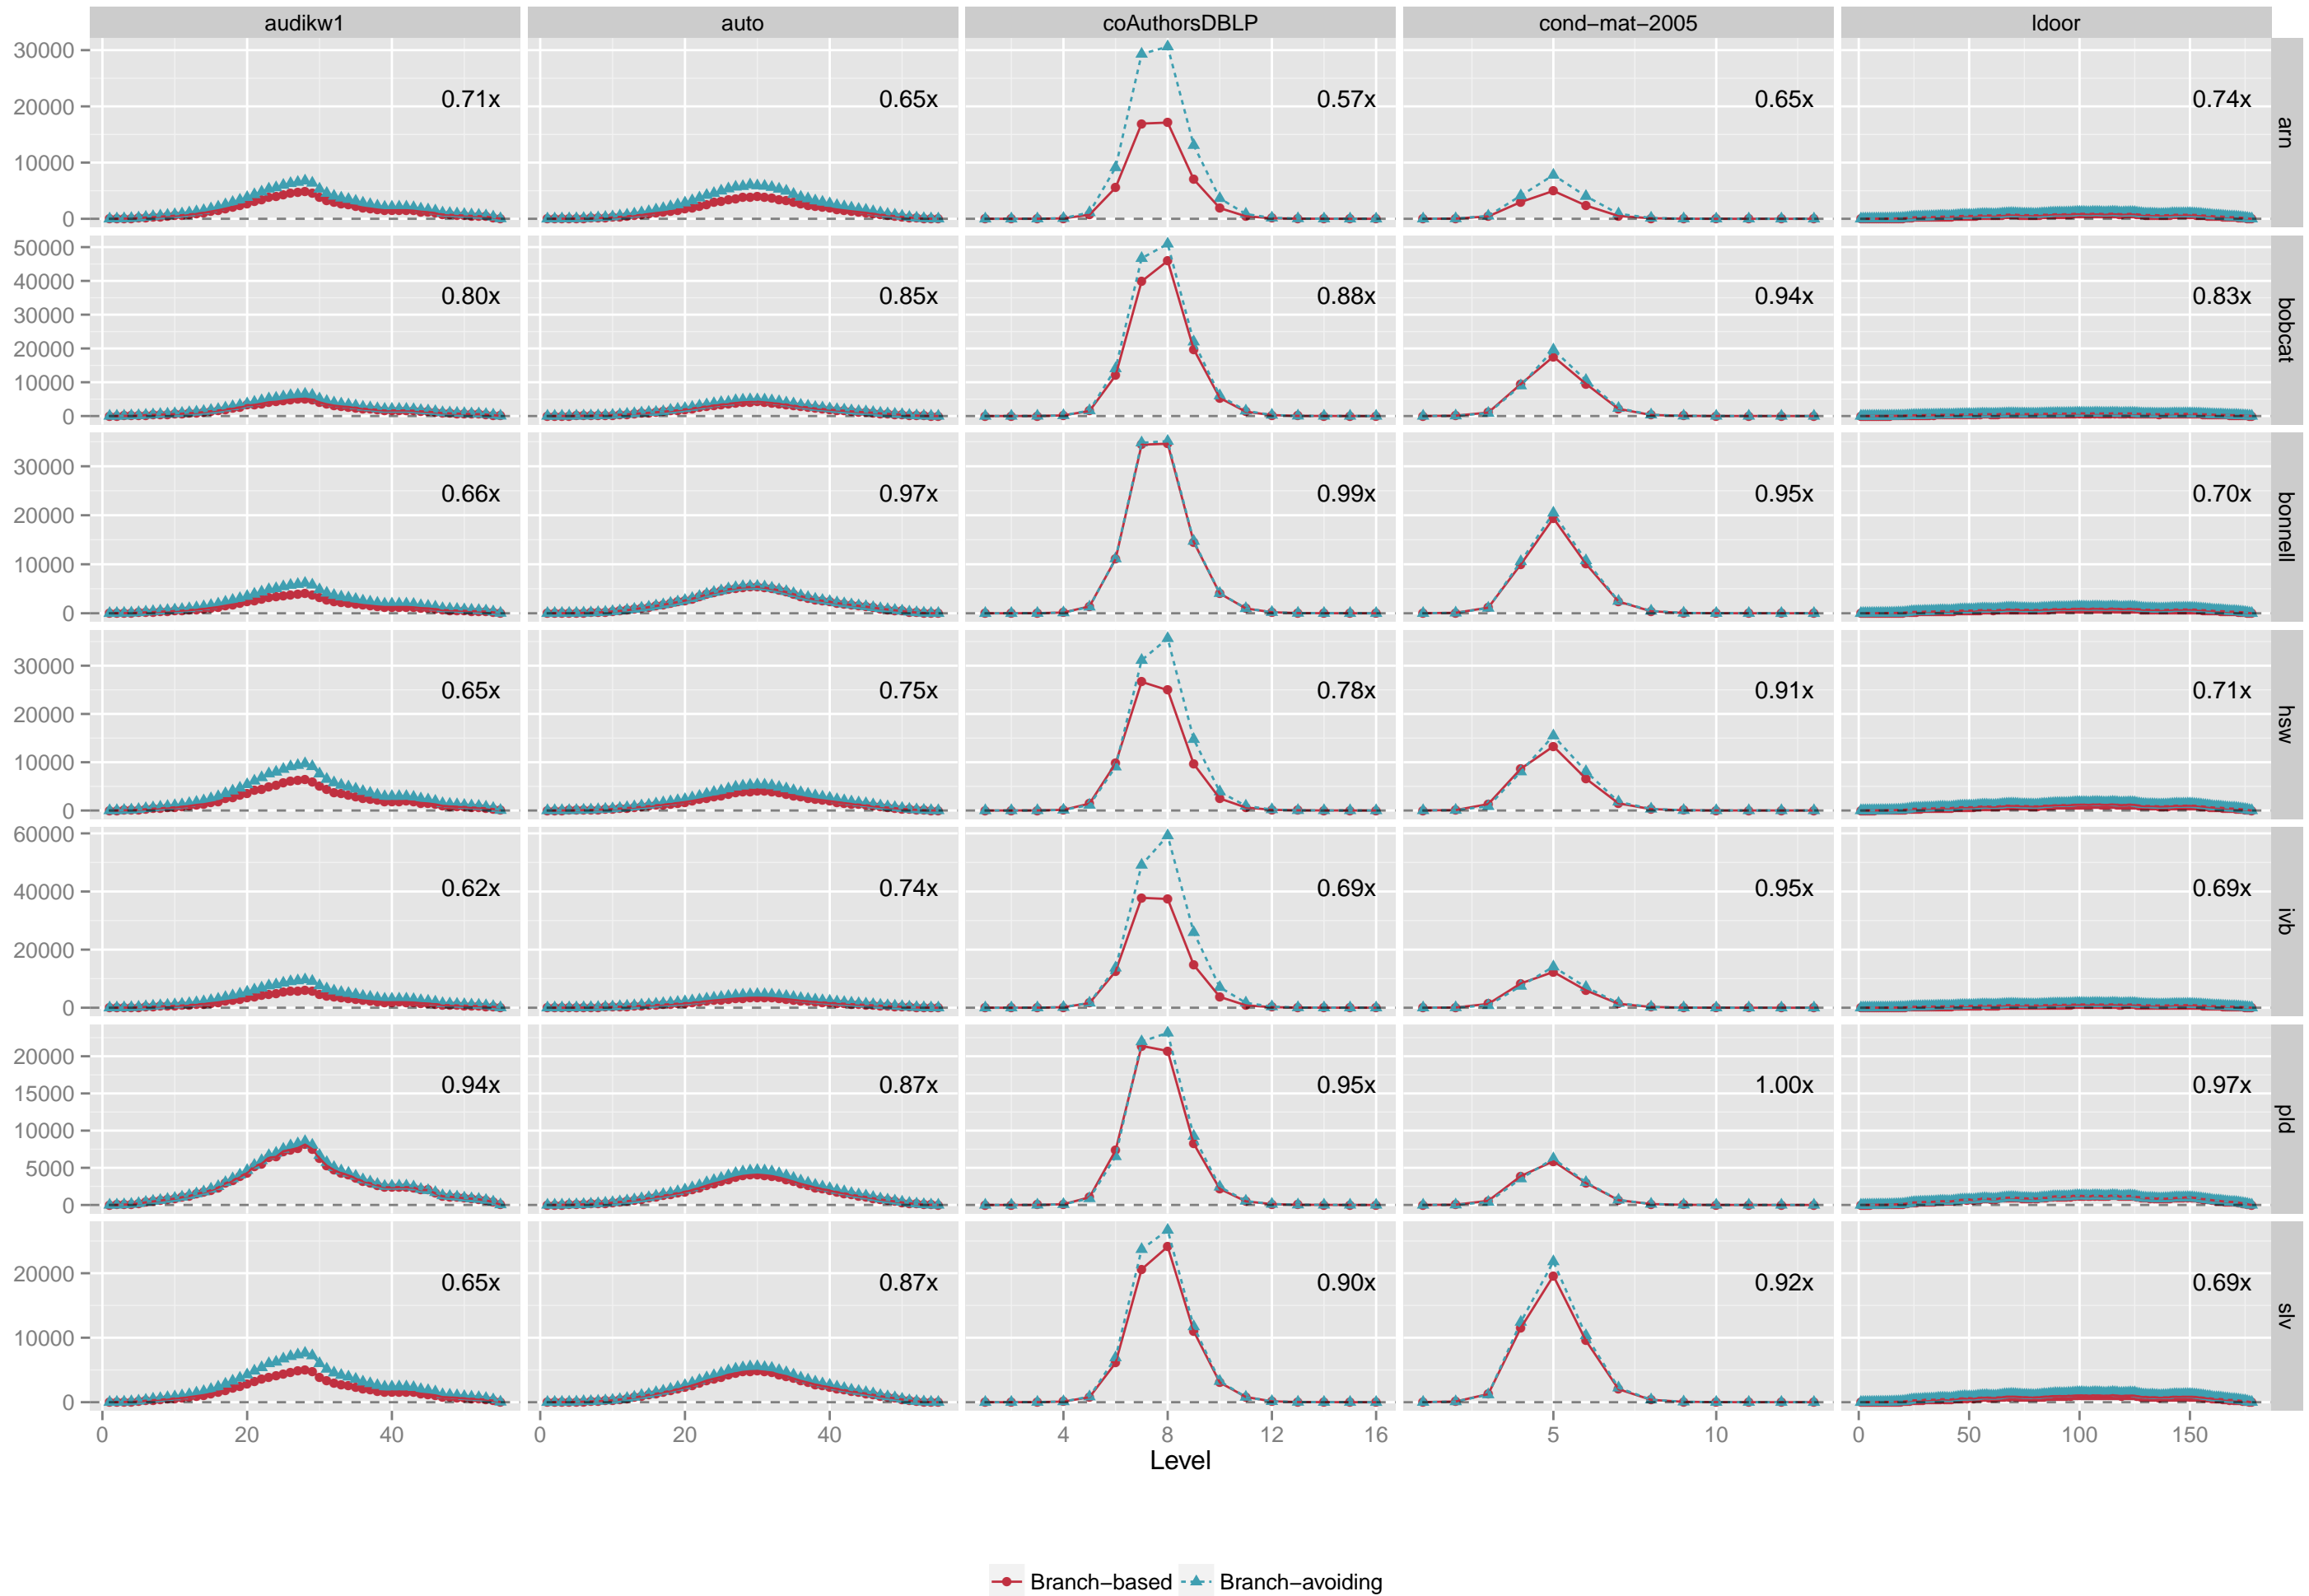 audikw1 auto coAuthorsDBLP cond−mat−2005 ldoor
30000
20000
10000
0
0.71x 0.65x 0.57x 0.65x 0.74x
arn
50000
40000
30000
20000
10000
0
0.80x 0.85x 0.88x 0.94x 0.83x
bobcat
30000
20000
10000
0
0.66x 0.97x 0.99x 0.95x 0.70x
bonnell
30000
20000
10000
0
0.65x 0.75x 0.78x 0.91x 0.71x
hsw
60000
40000
20000
0
0.62x 0.74x 0.69x 0.95x 0.69x
ivb
20000
15000
10000
5000
0
0.94x 0.87x 0.95x 1.00x 0.97x
pld
20000
10000
0
0.65x 0.87x 0.90x 0.92x 0.69x
slv
0 20 40 0 20 40 4 8 12 16 5 10 0 50 100 150
Level
Branch−based Branch−avoiding